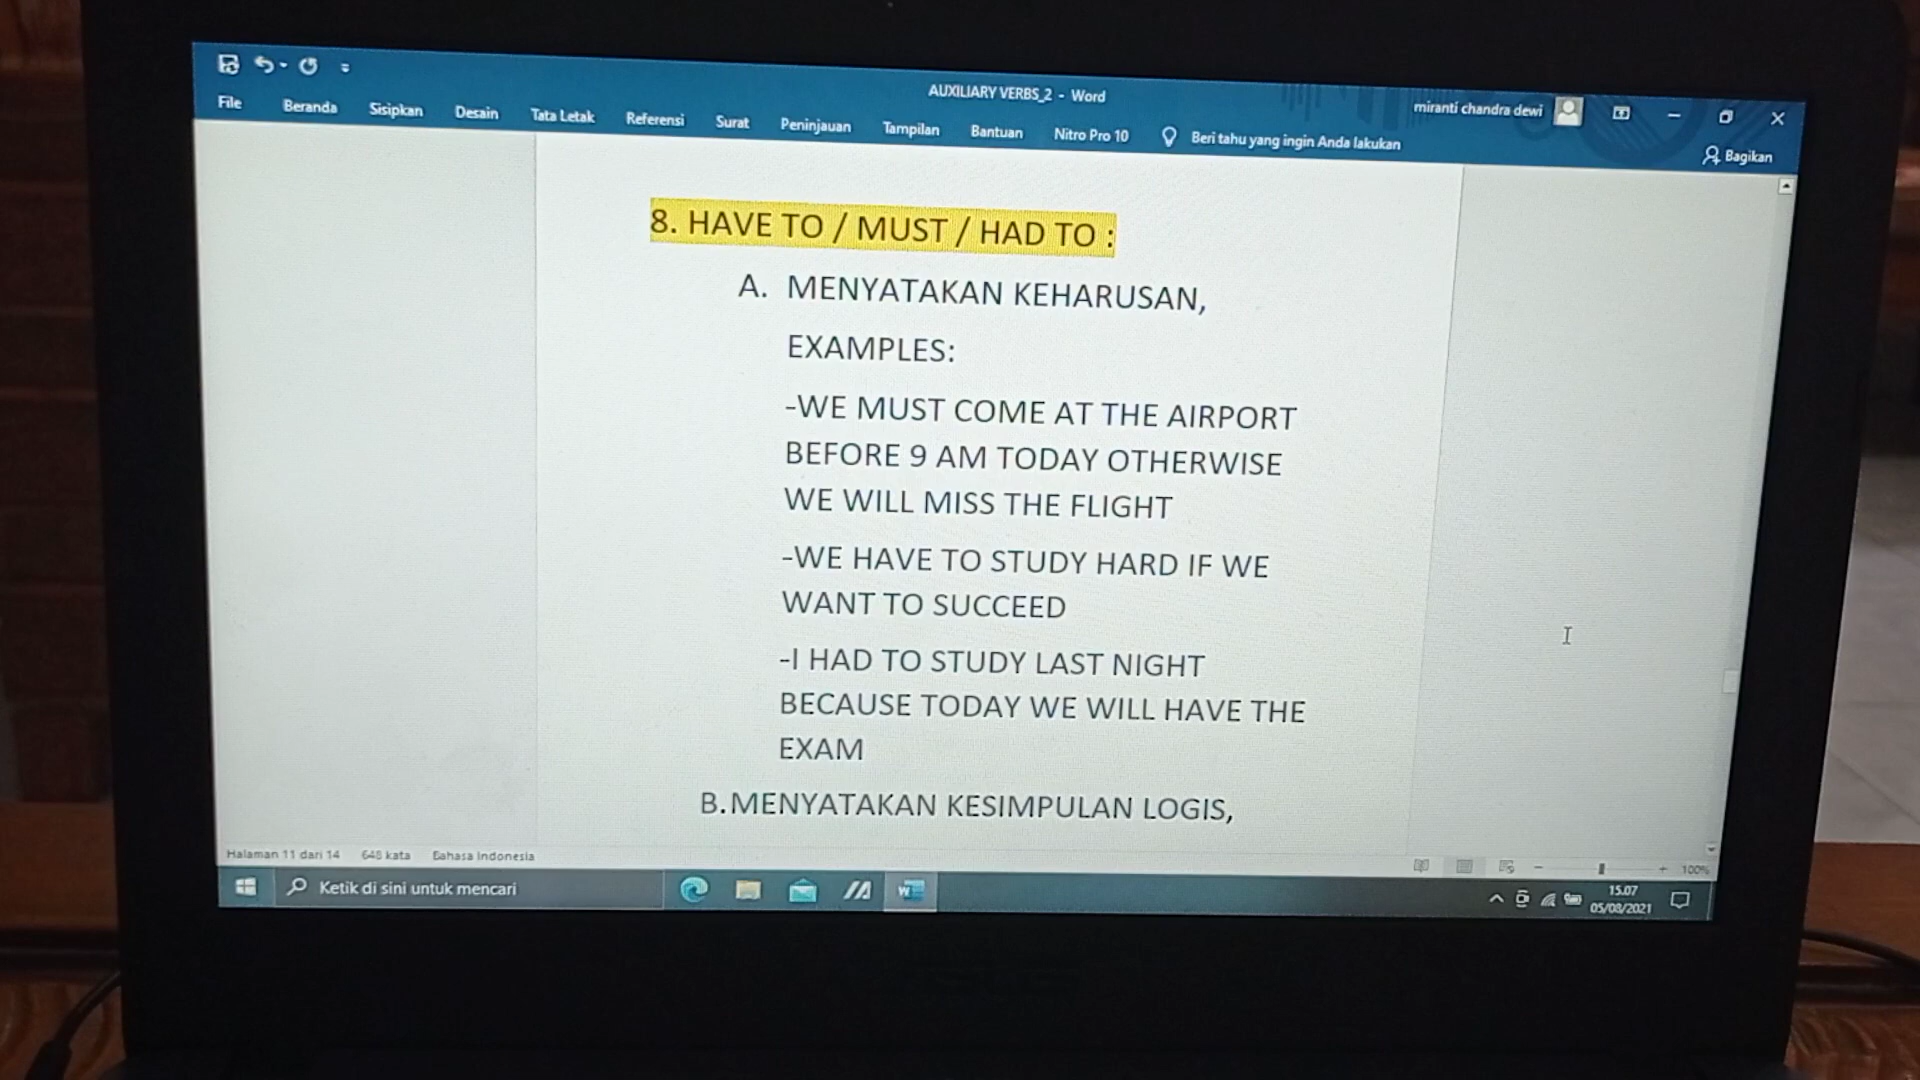 AUXILIARY VERBS_2 - Word
miranti chandra dewi
File Beranda Sisipkan Desain Tata Letak Referensi Surat Peninjauan Tampilan Bantuan Nitro Pro 10 Beri tahu yang ingin Anda lakukan
Bagikan
8. HAVE TO / MUST / HAD TO :
A. MENYATAKAN KEHARUSAN,
EXAMPLES:
-WE MUST COME AT THE AIRPORT
BEFORE 9 AM TODAY OTHERWISE
WE WILL MISS THE FLIGHT
-WE HAVE TO STUDY HARD IF WE
WANT TO SUCCEED
-I HAD TO STUDY LAST NIGHT
BECAUSE TODAY WE WILL HAVE THE
EXAM
B.MENYATAKAN KESIMPULAN LOGIS,
Halaman 11 dari 14 648 kata Bahasa Indonesia
100%
Ketik di sini untuk mencari
15.07
05/08/2021